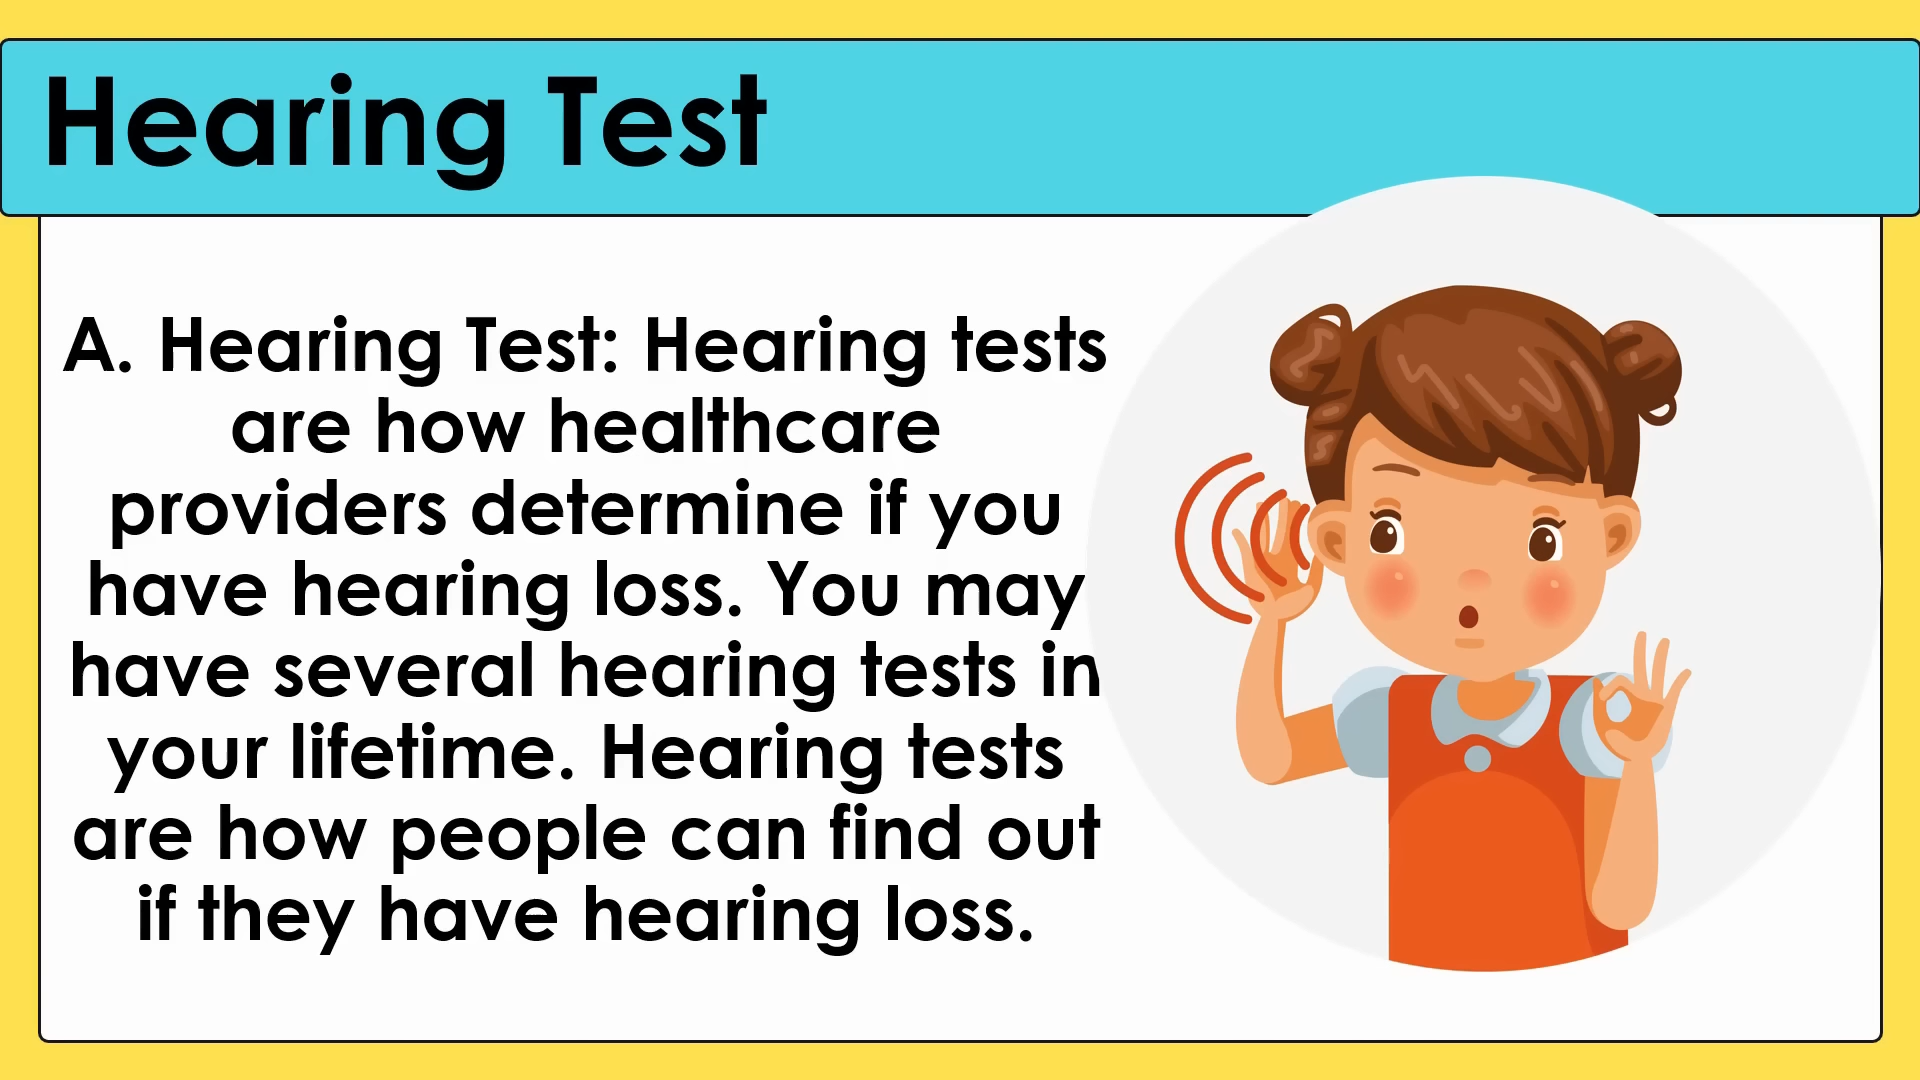 Hearing Test
A. Hearing Test: Hearing tests
are how healthcare
providers determine if you
have hearing loss. You may
have several hearing tests in
your lifetime. Hearing tests
are how people can find out
if they have hearing loss.